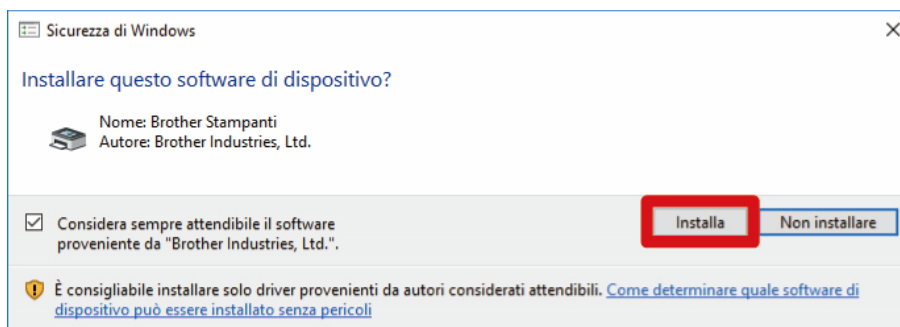 Sicurezza di Windows
Installare questo software di dispositivo?
Nome: Brother Stampanti
Autore: Brother Industries, Ltd.
Considera sempre attendibile il software
proveniente da "Brother Industries, Ltd.".
Installa
Non installare
È consigliabile installare solo driver provenienti da autori considerati attendibili. Come determinare quale software di
dispositivo può essere installato senza pericoli